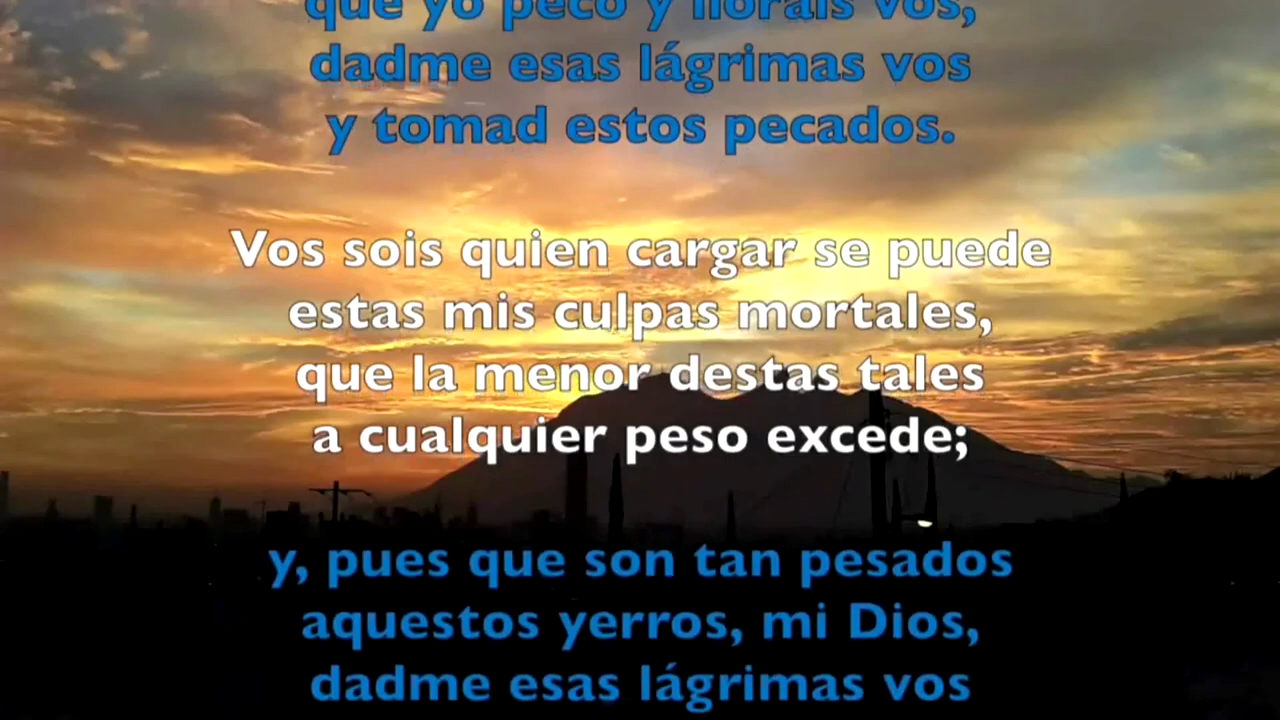 que yo peco y lloráis vos,
dadme esas lágrimas vos
y tomad estos pecados.
Vos sois quien cargar se puede
estas mis culpas mortales,
que la menor destas tales
a cualquier peso excede;
y, pues que son tan pesados
aquestos yerros, mi Dios,
dadme esas lágrimas vos